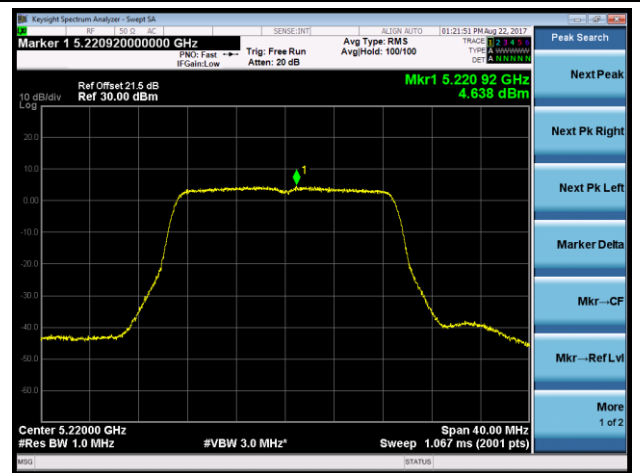 Keysight Spectrum Analyzer - Swept SA
RF 50 Ω AC SENSE:INT ALIGN AUTO 01:21:51 PM Aug 22, 2017
Marker 1 5.220920000000 GHz
PNO: Fast
IFGain:Low
Trig: Free Run
Atten: 20 dB
Avg Type: RMS
Avg|Hold: 100/100
TRACE 1 2 3 4 5 6
TYPE A WWWWW
DET A N N N N N
Peak Search
Next Peak
Next Pk Right
Next Pk Left
Marker Delta
Mkr→CF
Mkr→Ref Lvl
More
1 of 2
Ref Offset 21.5 dB
10 dB/div Ref 30.00 dBm
Log
Mkr1 5.220 92 GHz
4.638 dBm
20.0
10.0
0.00
-10.0
-20.0
-30.0
-40.0
-50.0
-60.0
1
Center 5.22000 GHz
#Res BW 1.0 MHz
#VBW 3.0 MHz*
Span 40.00 MHz
Sweep 1.067 ms (2001 pts)
MSG
STATUS